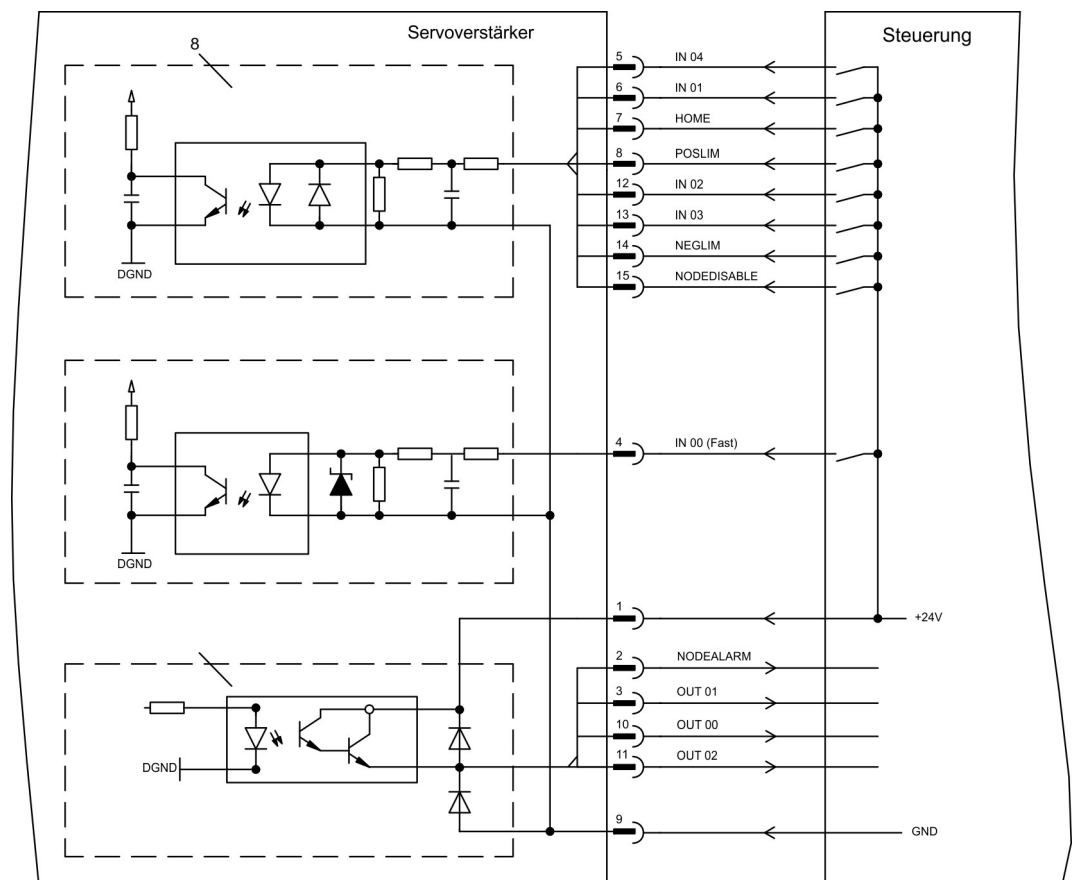 Servoverstärker
Steuerung
8
5 IN 04
6 IN 01
7 HOME
8 POSLIM
12 IN 02
13 IN 03
14 NEGLIM
15 NODEDISABLE
DGND
4 IN 00 (Fast)
DGND
1 +24V
2 NODEALARM
3 OUT 01
10 OUT 00
11 OUT 02
DGND
9 GND